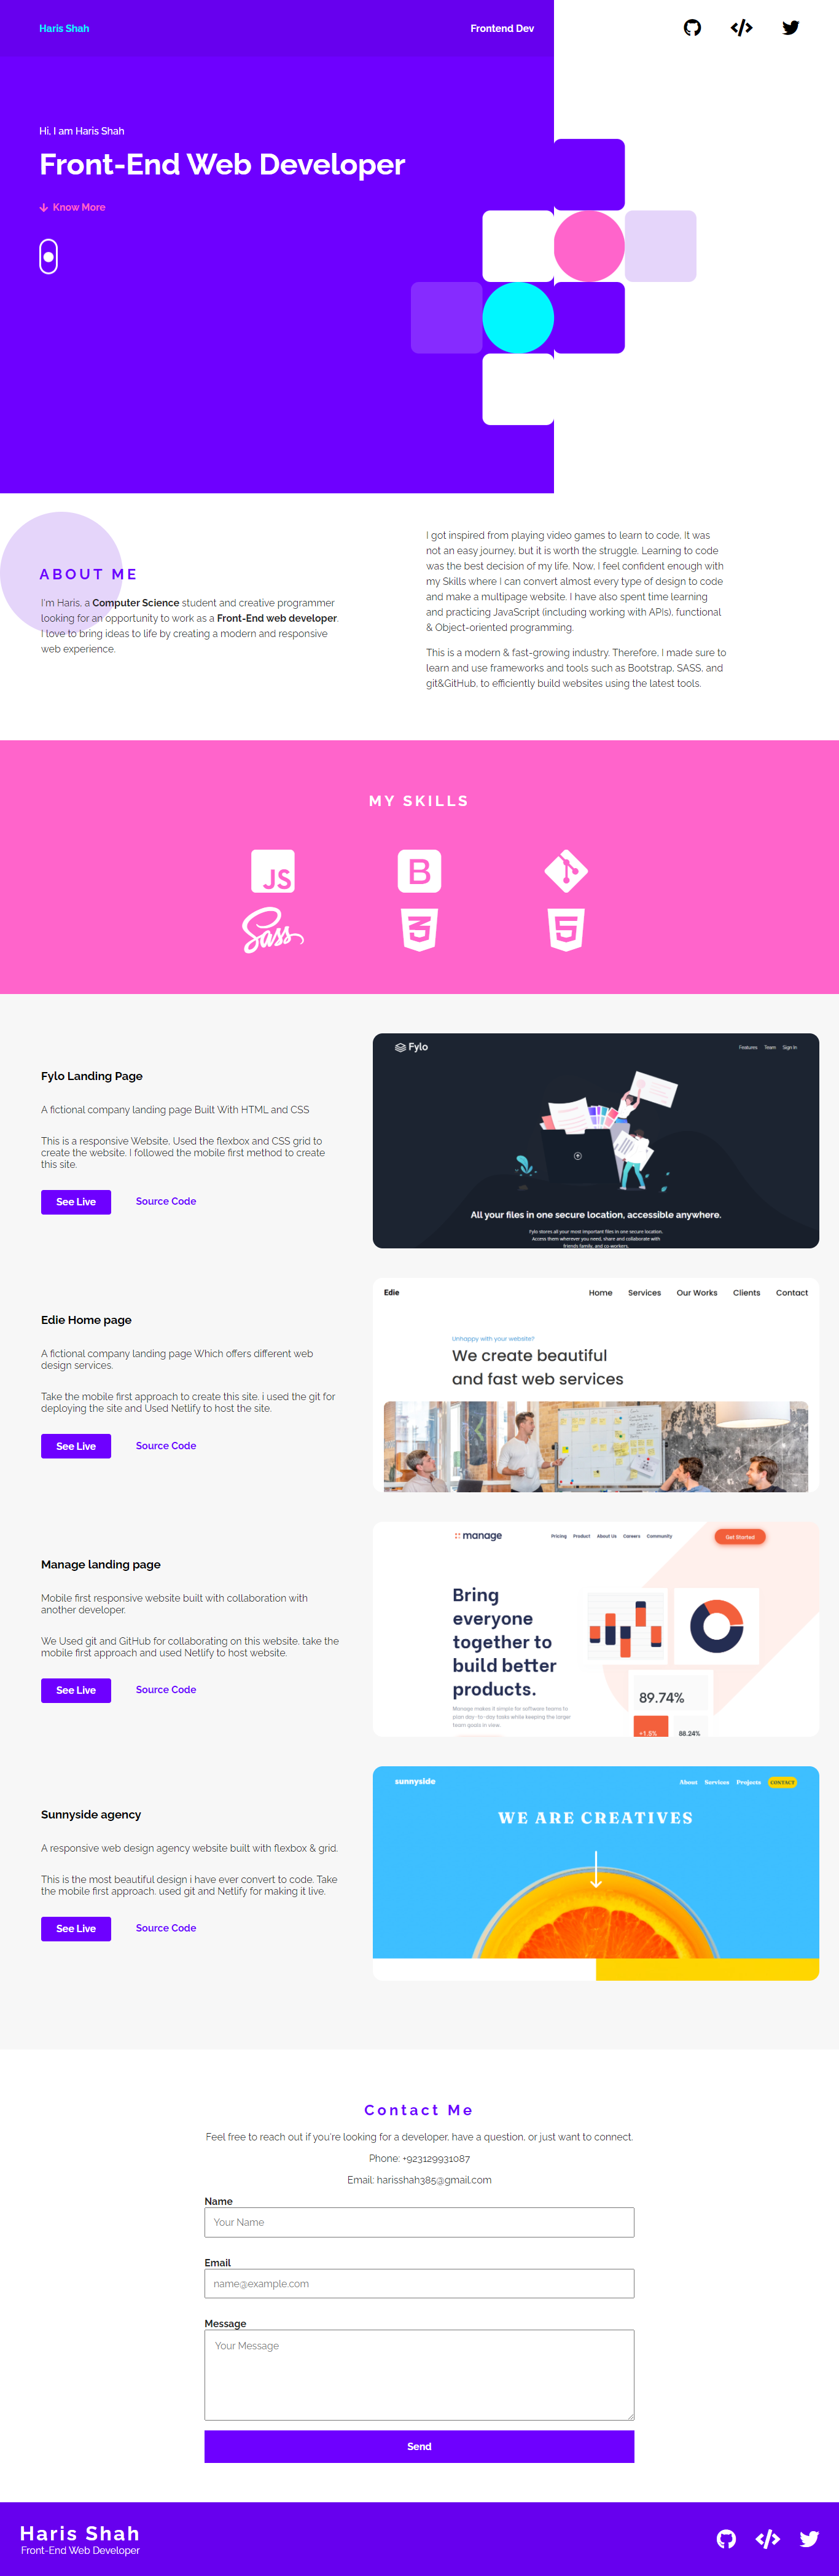 Haris Shah
Frontend Dev
Hi, I am Haris Shah
Front-End Web Developer
Know More
ABOUT ME
I'm Haris, a Computer Science student and creative programmer
looking for an opportunity to work as a Front-End web developer.
I love to bring ideas to life by creating a modern and responsive
web experience.
I got inspired from playing video games to learn to code, It was
not an easy journey, but it is worth the struggle. Learning to code
was the best decision of my life. Now, I feel confident enough with
my Skills where I can convert almost every type of design to code
and make a multipage website. I have also spent time learning
and practicing JavaScript (including working with APIs), functional
& Object-oriented programming.
This is a modern & fast-growing industry. Therefore, I made sure to
learn and use frameworks and tools such as Bootstrap, SASS, and
git&GitHub, to efficiently build websites using the latest tools.
MY SKILLS
JS
B
Sass
3
5
Fylo Landing Page
A fictional company landing page Built With HTML and CSS
This is a responsive Website, Used the flexbox and CSS grid to
create the website. I followed the mobile first method to create
this site.
See Live
Source Code
Fylo
Features
Team
Sign In
All your files in one secure location, accessible anywhere.
Fylo stores all your most important files in one secure location.
Access them wherever you need, share and collaborate with
friends family, and co-workers.
Edie Home page
A fictional company landing page Which offers different web
design services.
Take the mobile first approach to create this site. i used the git for
deploying the site and Used Netlify to host the site.
See Live
Source Code
Edie
Home
Services
Our Works
Clients
Contact
Unhappy with your website?
We create beautiful
and fast web services
Manage landing page
Mobile first responsive website built with collaboration with
another developer.
We Used git and GitHub for collaborating on this website. take the
mobile first approach and used Netlify to host website.
See Live
Source Code
manage
Pricing
Product
About Us
Careers
Community
Get Started
Bring
everyone
together to
build better
products.
Manage makes it simple for software teams to
plan day-to-day tasks while keeping the larger
team goals in view.
89.74%
+1.5%
88.24%
Sunnyside agency
A responsive web design agency website built with flexbox & grid.
This is the most beautiful design i have ever convert to code. Take
the mobile first approach. used git and Netlify for making it live.
See Live
Source Code
sunnyside
About
Services
Projects
CONTACT
WE ARE CREATIVES
Contact Me
Feel free to reach out if you're looking for a developer, have a question, or just want to connect.
Phone: +923129931087
Email: harisshah385@gmail.com
Name
Your Name
Email
name@example.com
Message
Your Message
Send
Haris Shah
Front-End Web Developer